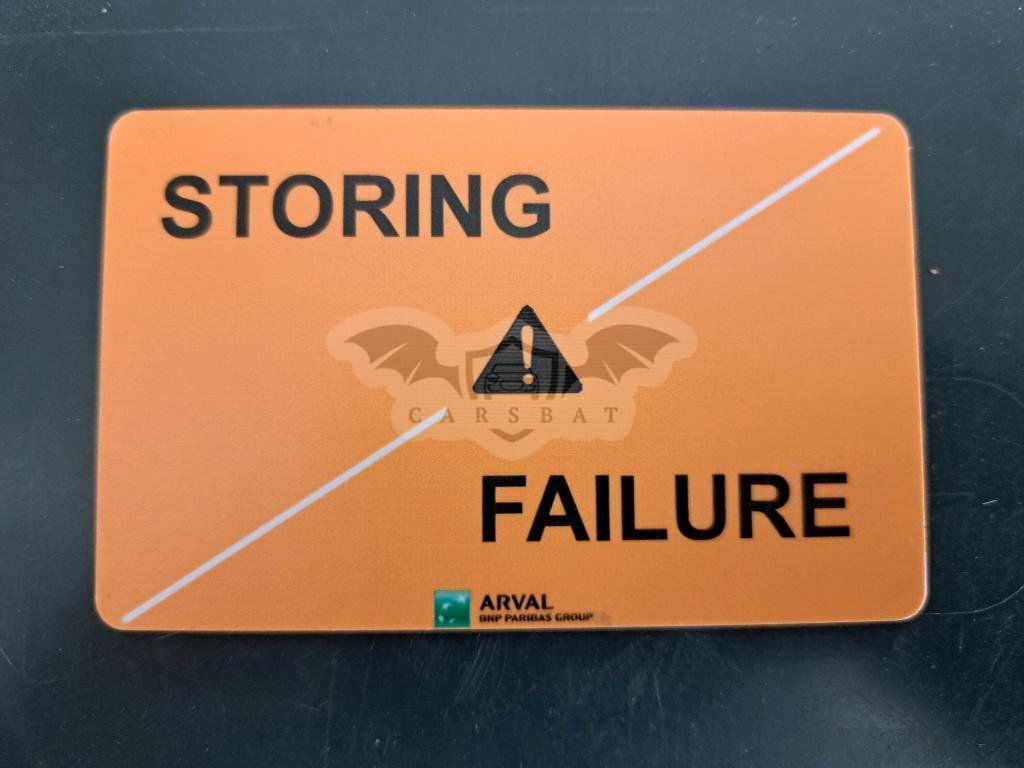 STORING
CARSBAT
FAILURE
ARVAL
BNP PARIBAS GROUP